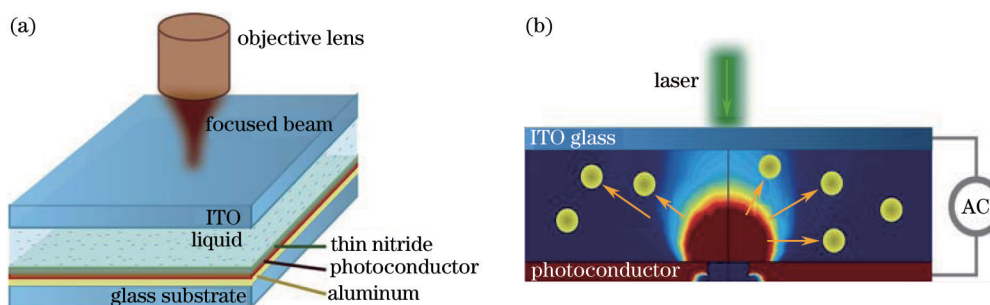 (a)
objective lens
focused beam
ITO
liquid
thin nitride
photoconductor
glass substrate
aluminum
(b)
laser
ITO glass
AC
photoconductor